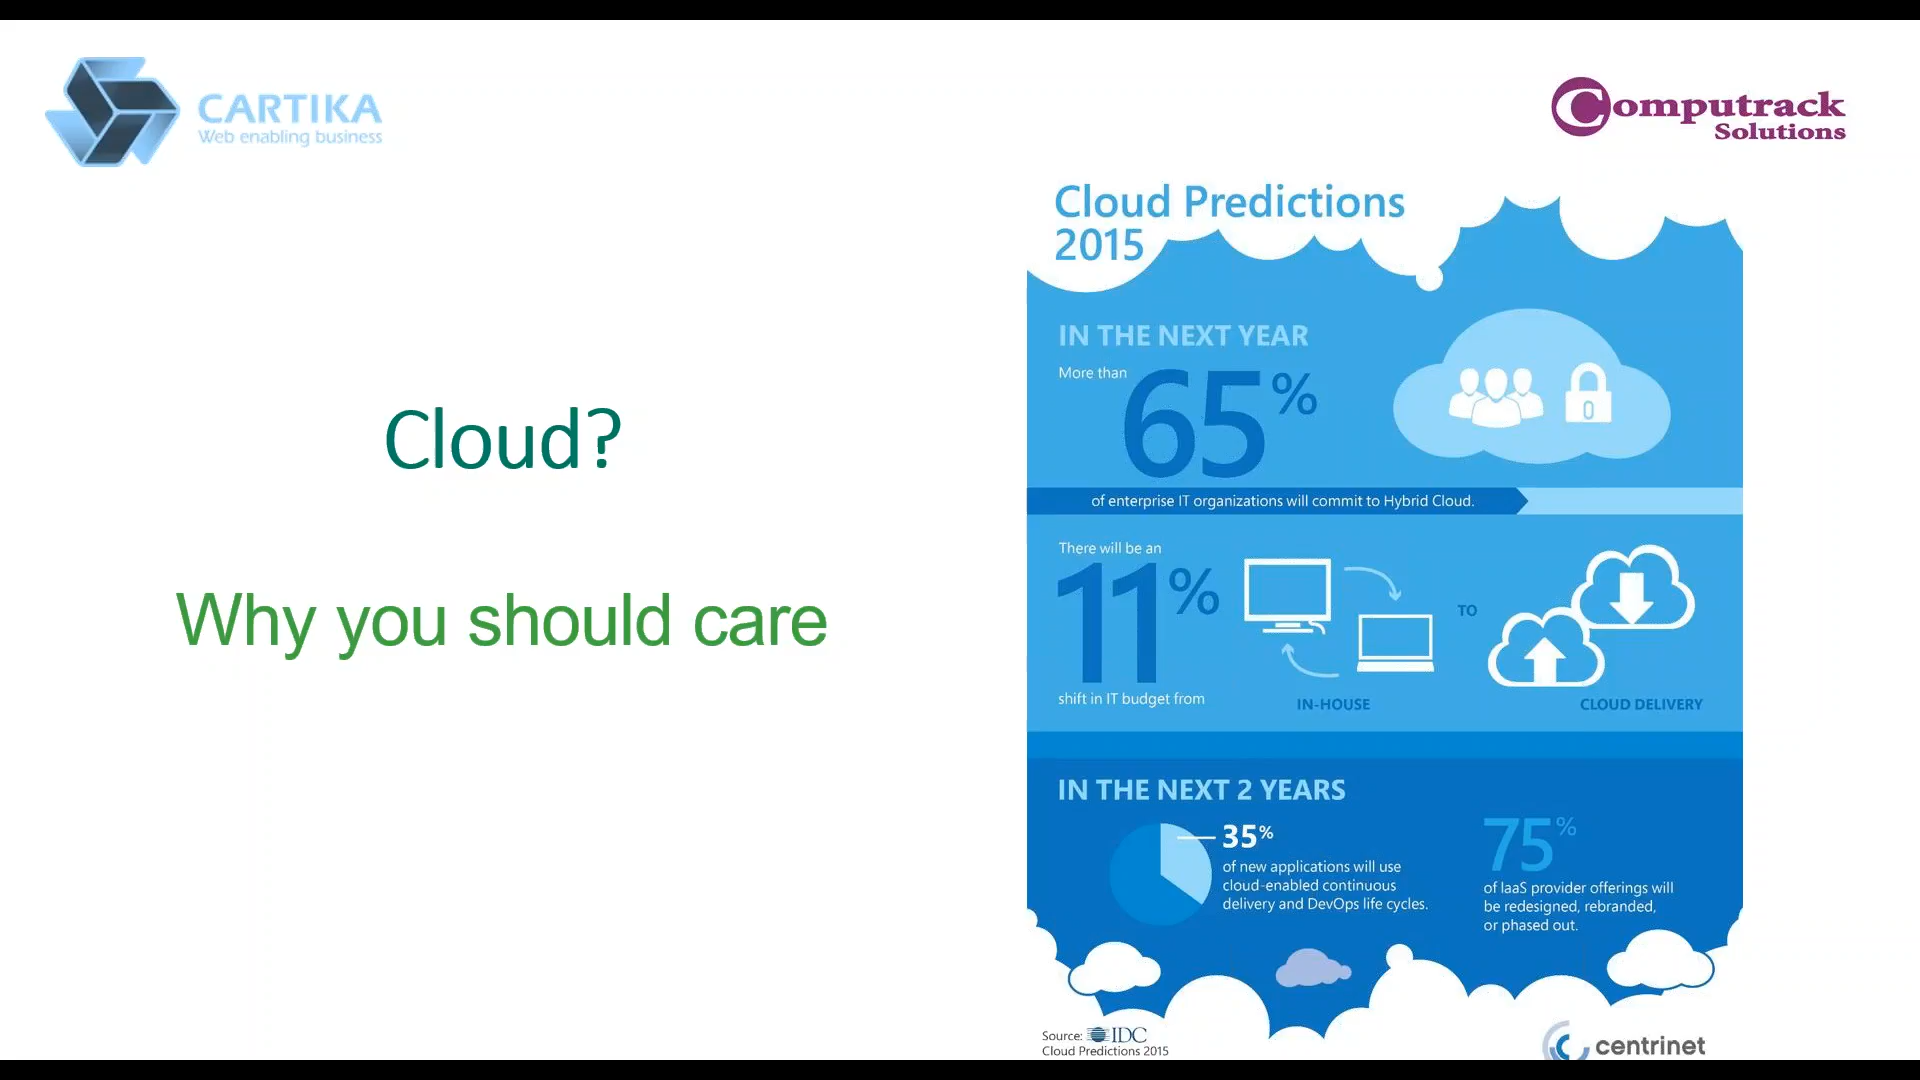 CARTIKA
Web enabling business
Computrack
Solutions
Cloud?
Why you should care
Cloud Predictions
2015
IN THE NEXT YEAR
More than
65%
of enterprise IT organizations will commit to Hybrid Cloud.
There will be an
11%
shift in IT budget from
IN-HOUSE
TO
CLOUD DELIVERY
IN THE NEXT 2 YEARS
35%
of new applications will use
cloud-enabled continuous
delivery and DevOps life cycles.
75%
of IaaS provider offerings will
be redesigned, rebranded,
or phased out.
Source: IDC
Cloud Predictions 2015
centrinet